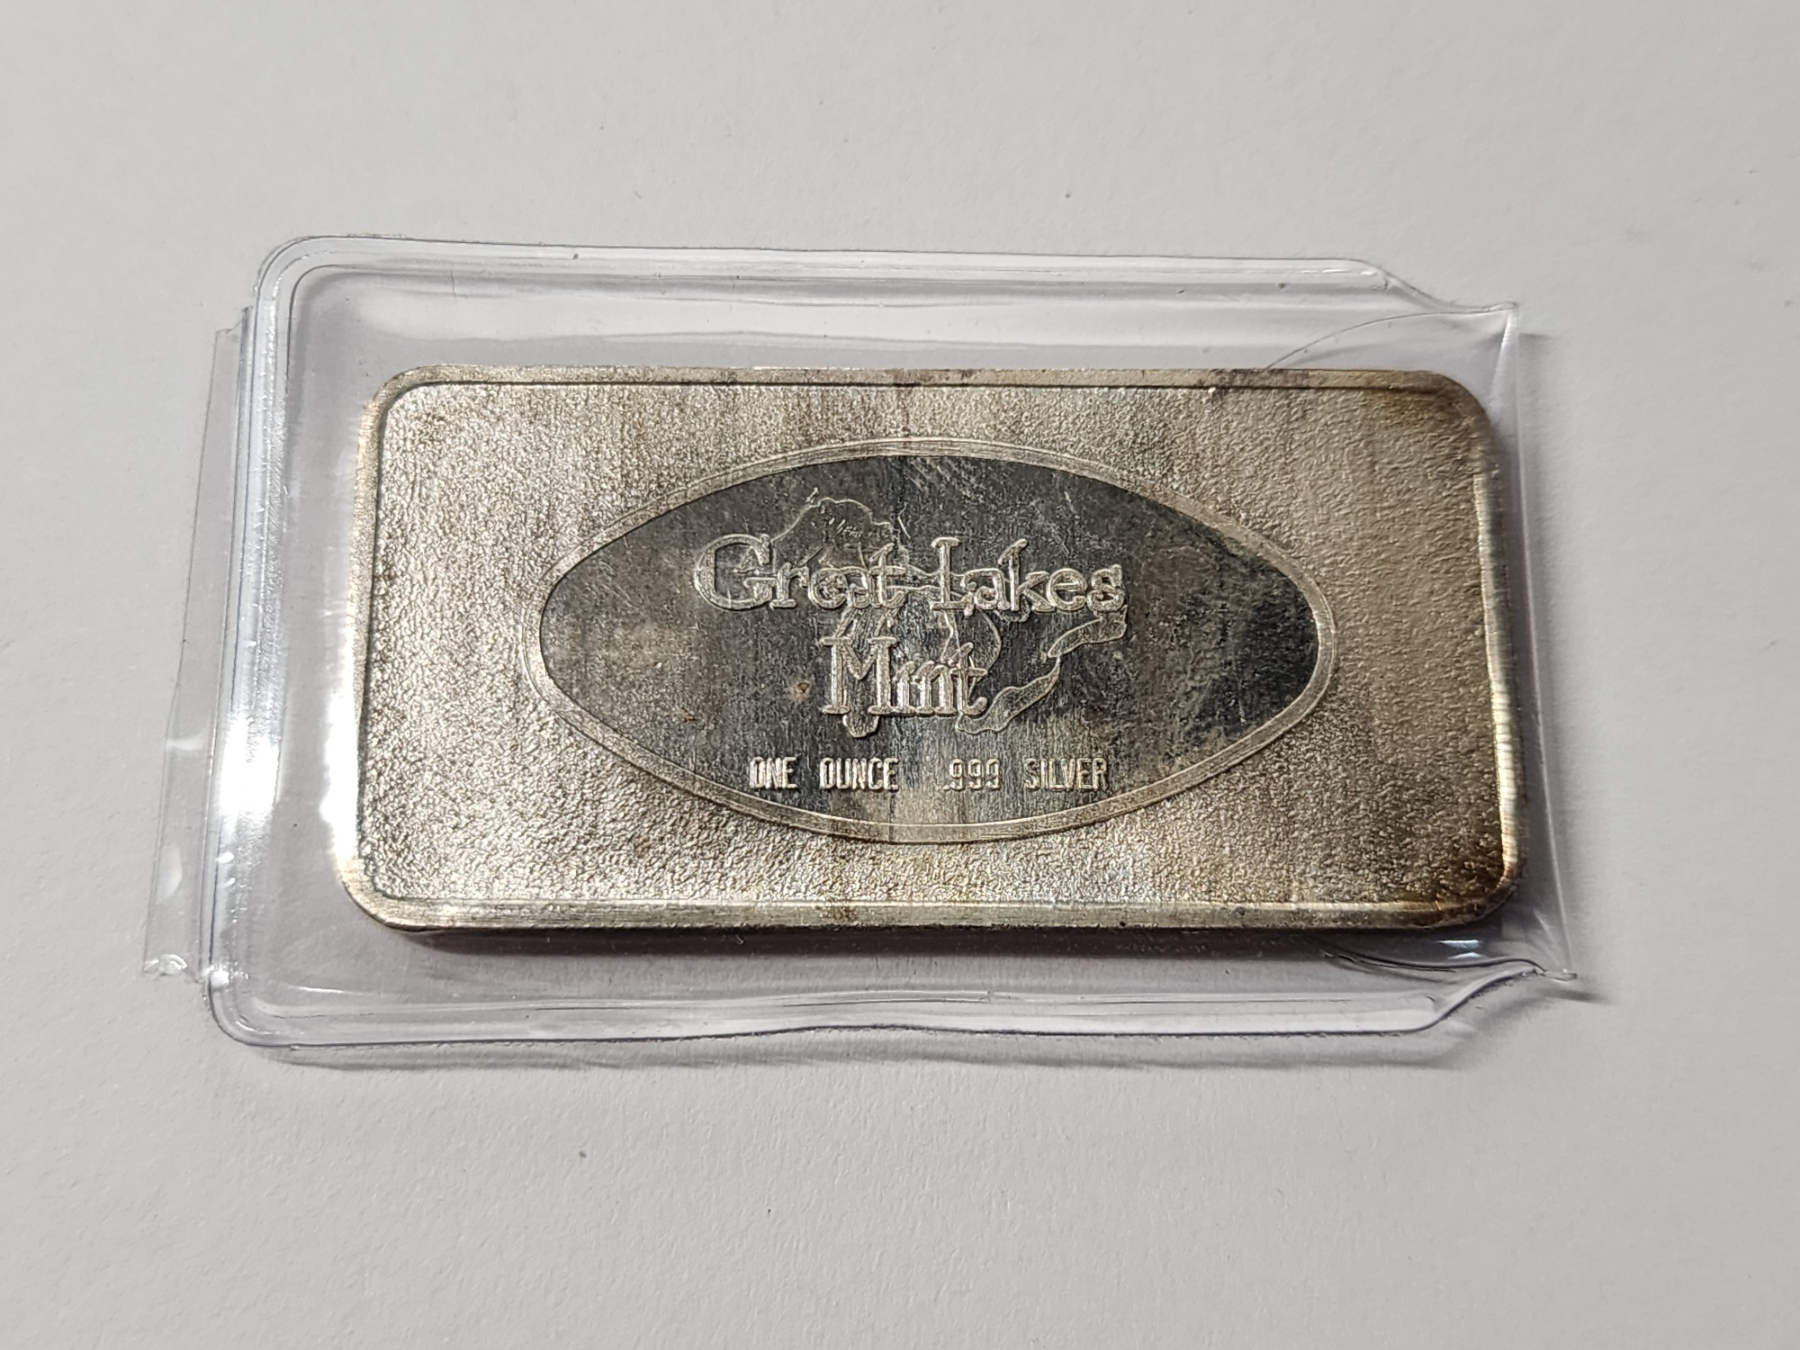 Great Lakes
Mint
ONE OUNCE .999 SILVER